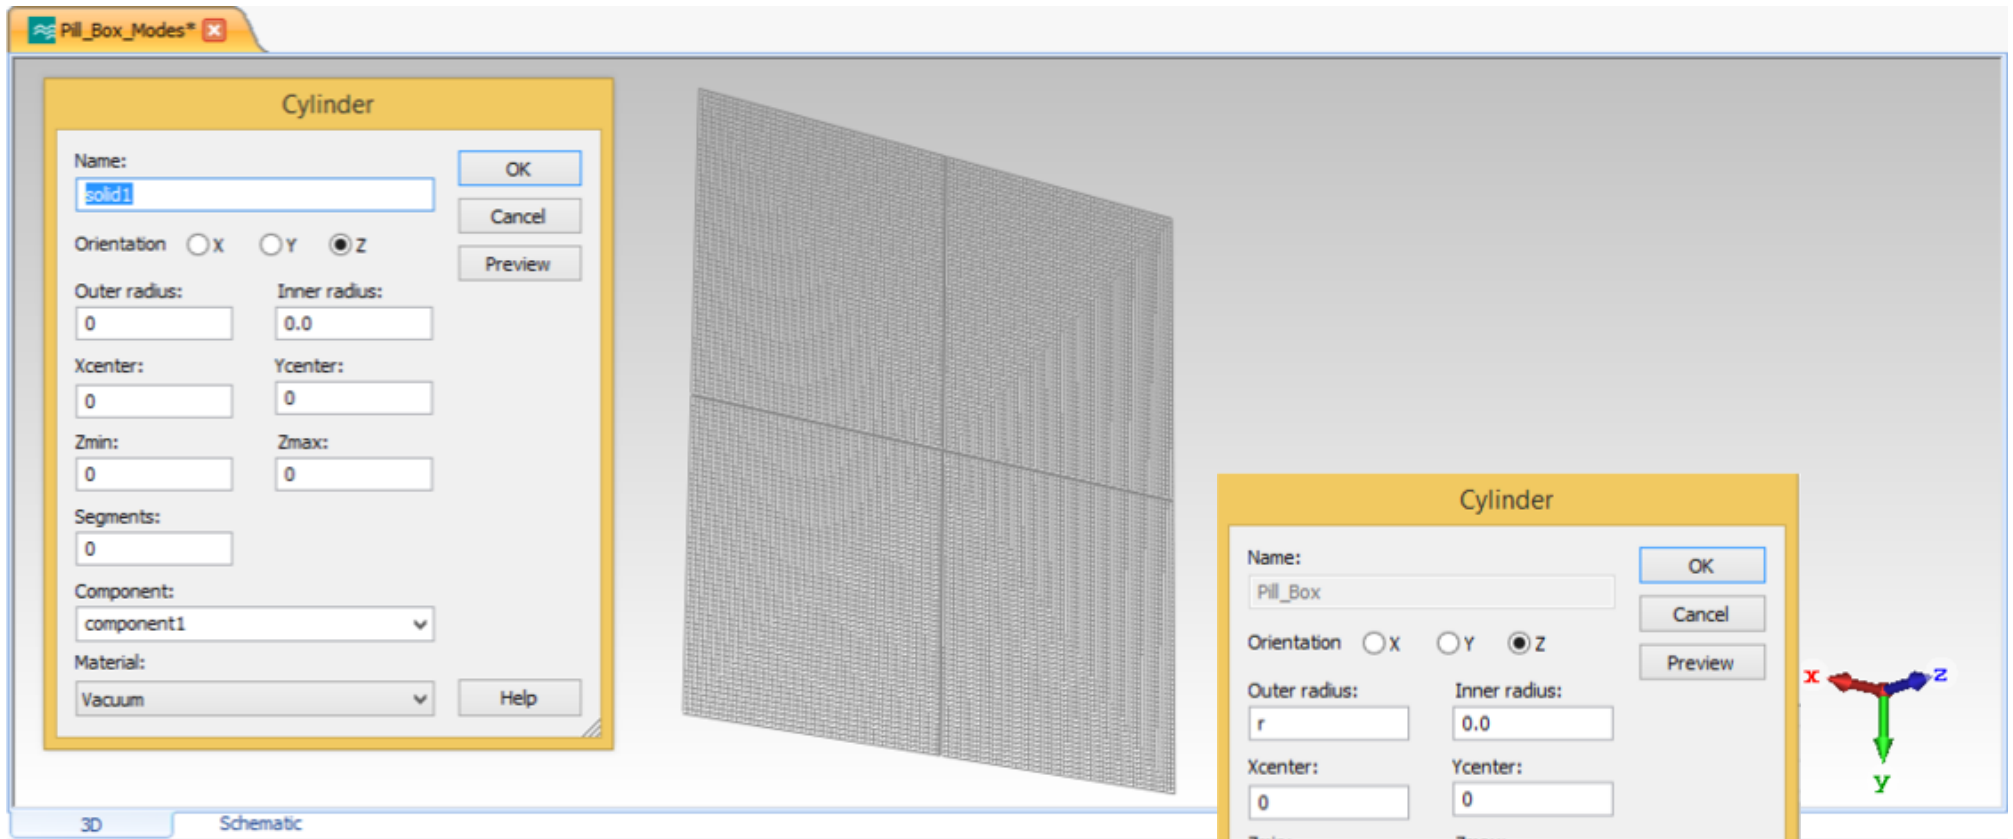 Pill_Box_Modes*
Cylinder
Name:
solid1
OK
Cancel
Orientation X Y Z
Preview
Outer radius: Inner radius:
0 0.0
Xcenter: Ycenter:
0 0
Zmin: Zmax:
0 0
Segments:
0
Component:
component1
Material:
Vacuum
Help
Cylinder
Name:
Pill_Box
OK
Cancel
Orientation X Y Z
Preview
Outer radius: Inner radius:
r 0.0
Xcenter: Ycenter:
0 0
x z
y
3D Schematic